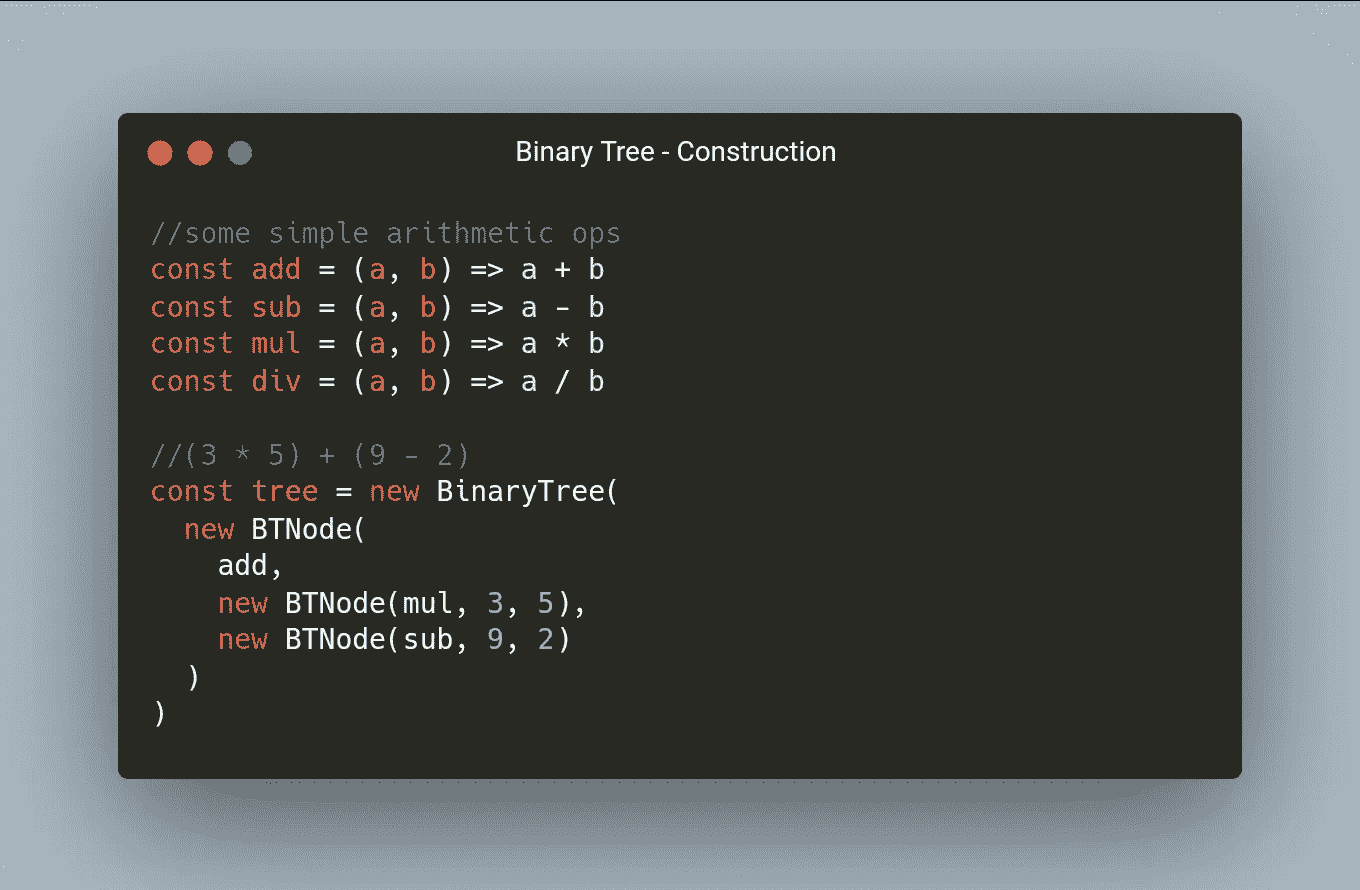 Binary Tree - Construction
//some simple arithmetic ops
const add = (a, b) => a + b
const sub = (a, b) => a - b
const mul = (a, b) => a * b
const div = (a, b) => a / b
//(3 * 5) + (9 - 2)
const tree = new BinaryTree(
  new BTNode(
    add,
    new BTNode(mul, 3, 5),
    new BTNode(sub, 9, 2)
  )
)